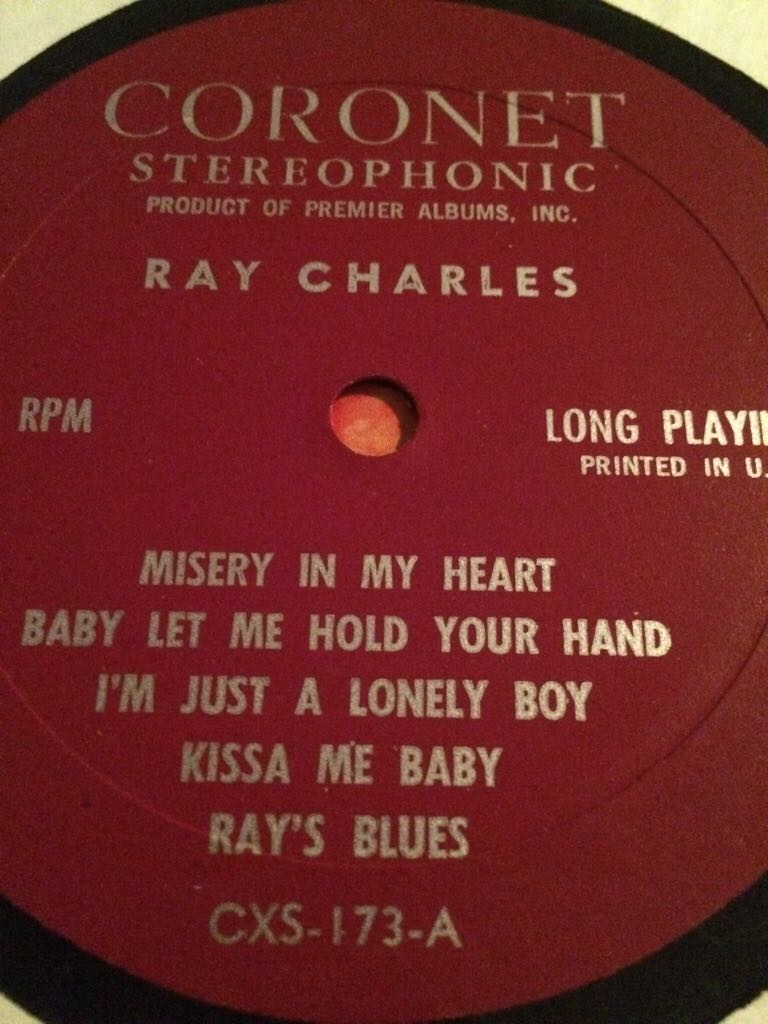 CORONET
STEREOPHONIC
PRODUCT OF PREMIER ALBUMS, INC.
RAY CHARLES
RPM
LONG PLAYI
PRINTED IN U.
MISERY IN MY HEART
BABY LET ME HOLD YOUR HAND
I'M JUST A LONELY BOY
KISSA ME BABY
RAY'S BLUES
CXS-173-A